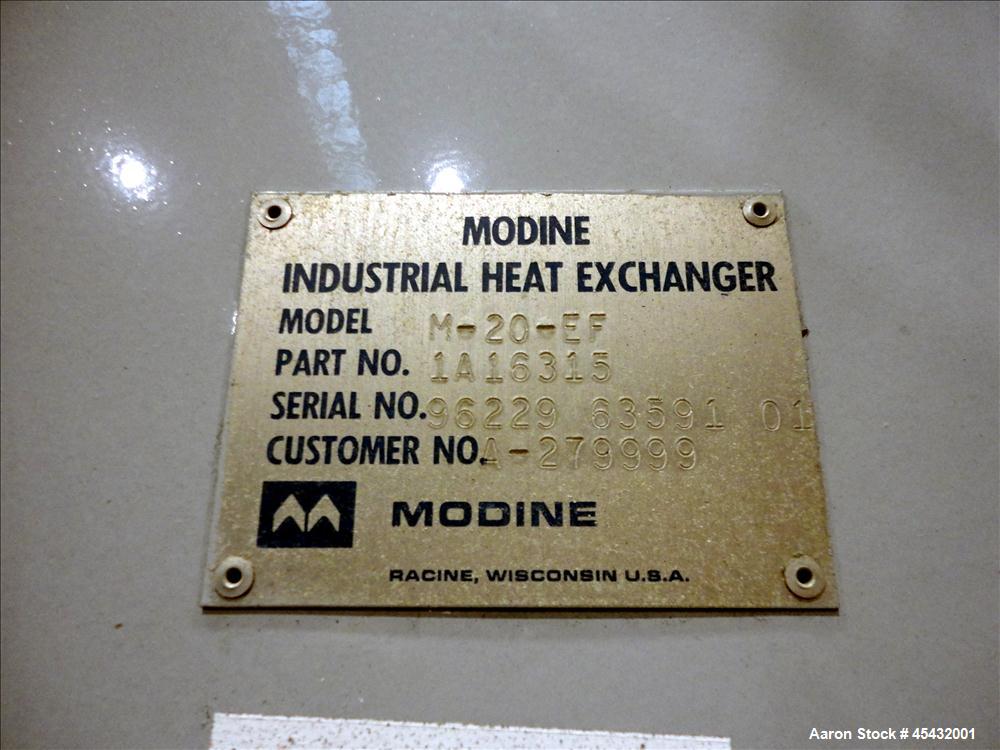 MODINE
INDUSTRIAL HEAT EXCHANGER
MODEL M-20-EF
PART NO. 1A16315
SERIAL NO. 96229 63591 01
CUSTOMER NO. A-279999
MODINE
RACINE, WISCONSIN U.S.A.
Aaron Stock # 45432001